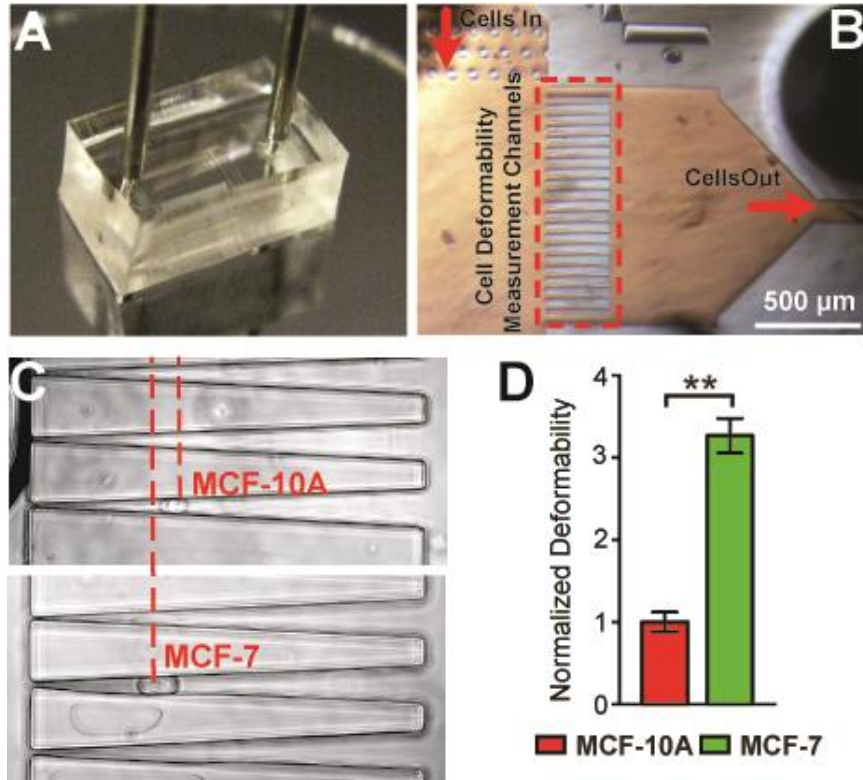 A
Cells In
B
Cell Deformability
Measurement Channels
CellsOut
500 µm
C
MCF-10A
MCF-7
D
**
Normalized Deformability
4
3
2
1
0
MCF-10A MCF-7